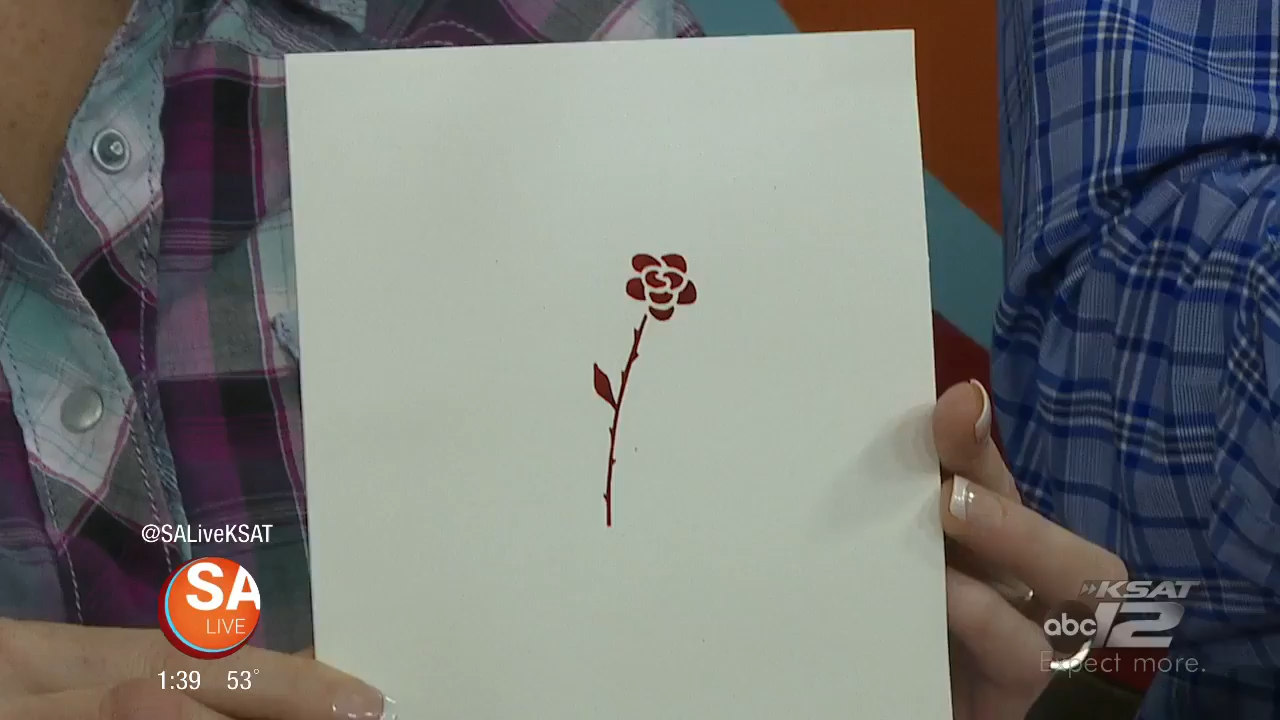 @SALiveKSAT
SA
LIVE
1:39 53°
KSAT
abc 12
Expect more.